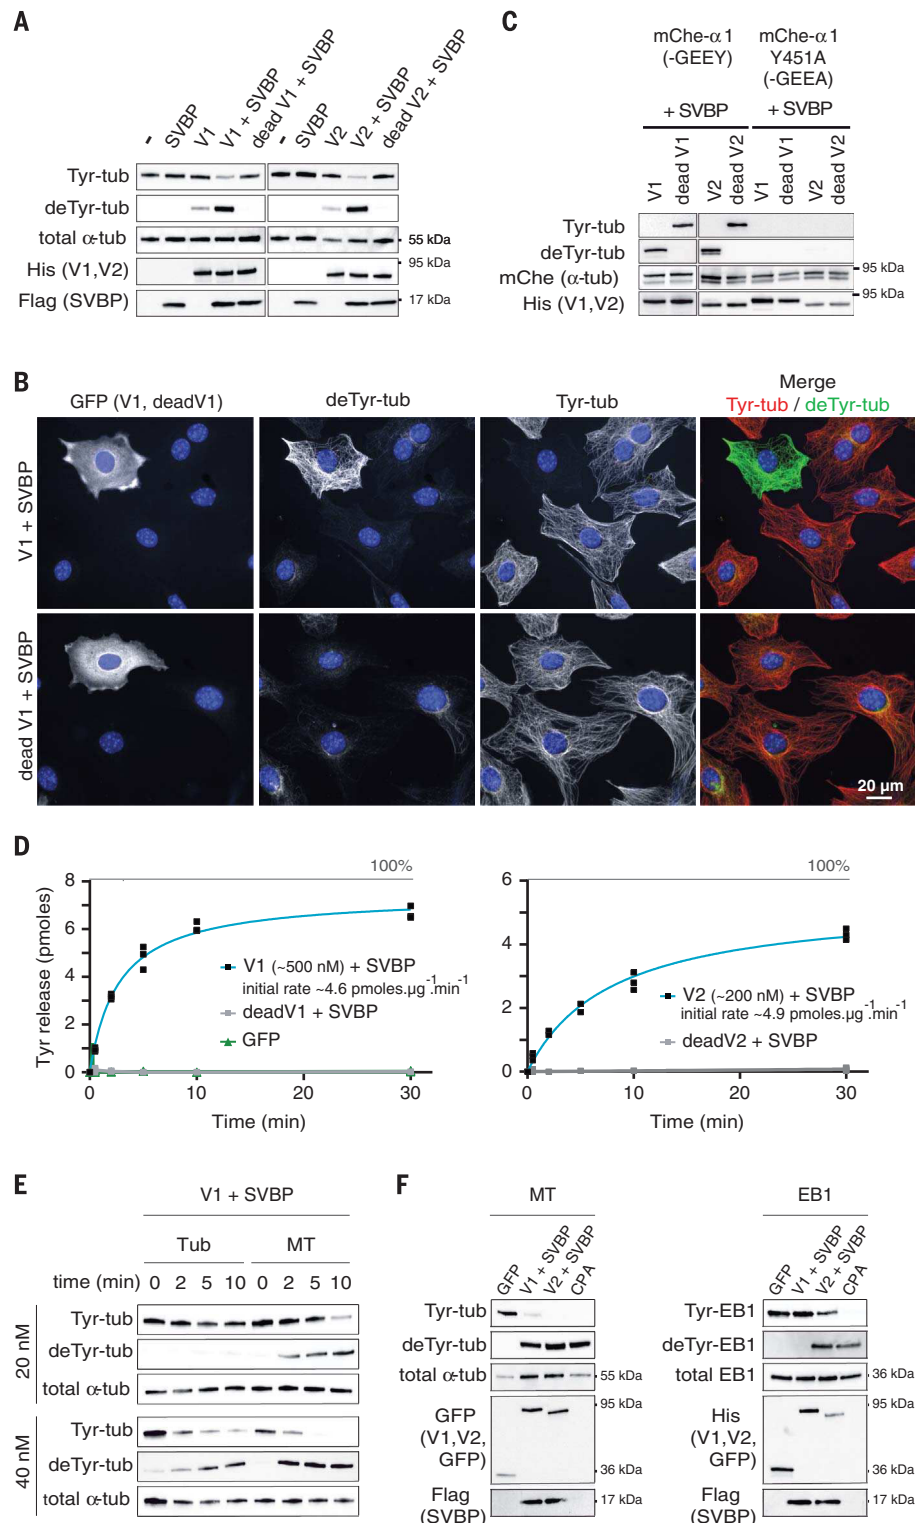 A
-
SVBP
V1
V1 + SVBP
dead V1 + SVBP
-
SVBP
V2
V2 + SVBP
dead V2 + SVBP
Tyr-tub
deTyr-tub
total α-tub
55 kDa
His (V1,V2)
95 kDa
Flag (SVBP)
17 kDa
C
mChe-α1
(-GEEY)
mChe-α1
Y451A
(-GEEA)
+ SVBP
+ SVBP
V1
dead V1
V2
dead V2
V1
dead V1
V2
dead V2
Tyr-tub
deTyr-tub
mChe (α-tub)
95 kDa
His (V1,V2)
95 kDa
B
GFP (V1, deadV1)
deTyr-tub
Tyr-tub
Merge
Tyr-tub / deTyr-tub
V1 + SVBP
dead V1 + SVBP
20 µm
D
Tyr release (pmoles)
8
6
4
2
0
100%
V1 (~500 nM) + SVBP
initial rate ~4.6 pmoles.µg⁻¹.min⁻¹
deadV1 + SVBP
GFP
0 10 20 30
Time (min)
6
4
2
0
100%
V2 (~200 nM) + SVBP
initial rate ~4.9 pmoles.µg⁻¹.min⁻¹
deadV2 + SVBP
0 10 20 30
Time (min)
E
V1 + SVBP
Tub MT
time (min) 0 2 5 10 0 2 5 10
20 nM
Tyr-tub
deTyr-tub
total α-tub
40 nM
Tyr-tub
deTyr-tub
total α-tub
F
MT
GFP
V1 + SVBP
V2 + SVBP
CPA
Tyr-tub
deTyr-tub
total α-tub
55 kDa
GFP
(V1,V2,
GFP)
95 kDa
36 kDa
Flag
(SVBP)
17 kDa
EB1
GFP
V1 + SVBP
V2 + SVBP
CPA
Tyr-EB1
deTyr-EB1
total EB1
36 kDa
His
(V1,V2,
GFP)
95 kDa
36 kDa
Flag
(SVBP)
17 kDa